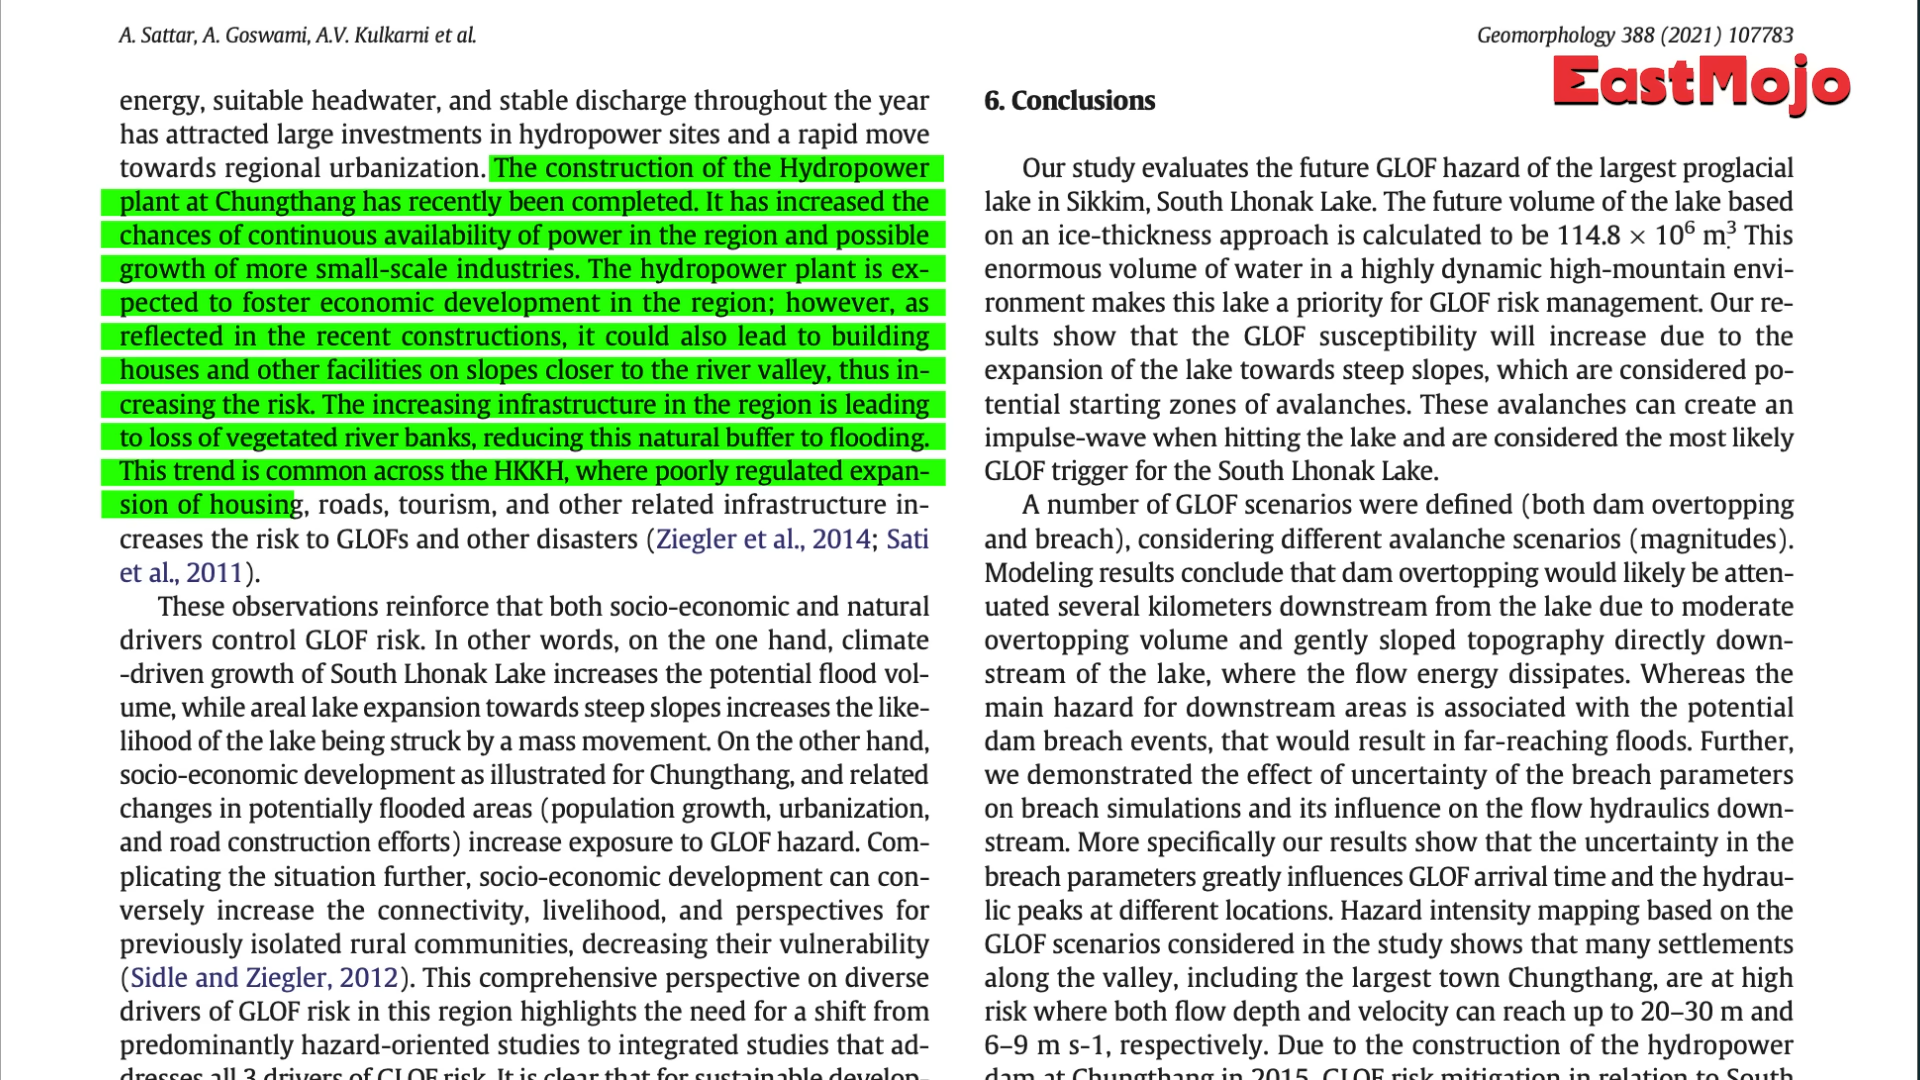 A. Sattar, A. Goswami, A.V. Kulkarni et al.
Geomorphology 388 (2021) 107783
EastMojo
energy, suitable headwater, and stable discharge throughout the year
has attracted large investments in hydropower sites and a rapid move
towards regional urbanization. The construction of the Hydropower
plant at Chungthang has recently been completed. It has increased the
chances of continuous availability of power in the region and possible
growth of more small-scale industries. The hydropower plant is ex-
pected to foster economic development in the region; however, as
reflected in the recent constructions, it could also lead to building
houses and other facilities on slopes closer to the river valley, thus in-
creasing the risk. The increasing infrastructure in the region is leading
to loss of vegetated river banks, reducing this natural buffer to flooding.
This trend is common across the HKKH, where poorly regulated expan-
sion of housing, roads, tourism, and other related infrastructure in-
creases the risk to GLOFs and other disasters (Ziegler et al., 2014; Sati
et al., 2011).
These observations reinforce that both socio-economic and natural
drivers control GLOF risk. In other words, on the one hand, climate
-driven growth of South Lhonak Lake increases the potential flood vol-
ume, while areal lake expansion towards steep slopes increases the like-
lihood of the lake being struck by a mass movement. On the other hand,
socio-economic development as illustrated for Chungthang, and related
changes in potentially flooded areas (population growth, urbanization,
and road construction efforts) increase exposure to GLOF hazard. Com-
plicating the situation further, socio-economic development can con-
versely increase the connectivity, livelihood, and perspectives for
previously isolated rural communities, decreasing their vulnerability
(Sidle and Ziegler, 2012). This comprehensive perspective on diverse
drivers of GLOF risk in this region highlights the need for a shift from
predominantly hazard-oriented studies to integrated studies that ad-
dresses all 3 drivers of GLOF risk. It is clear that for sustainable develop-
6. Conclusions
Our study evaluates the future GLOF hazard of the largest proglacial
lake in Sikkim, South Lhonak Lake. The future volume of the lake based
on an ice-thickness approach is calculated to be 114.8 × 10⁶ m³. This
enormous volume of water in a highly dynamic high-mountain envi-
ronment makes this lake a priority for GLOF risk management. Our re-
sults show that the GLOF susceptibility will increase due to the
expansion of the lake towards steep slopes, which are considered po-
tential starting zones of avalanches. These avalanches can create an
impulse-wave when hitting the lake and are considered the most likely
GLOF trigger for the South Lhonak Lake.
A number of GLOF scenarios were defined (both dam overtopping
and breach), considering different avalanche scenarios (magnitudes).
Modeling results conclude that dam overtopping would likely be atten-
uated several kilometers downstream from the lake due to moderate
overtopping volume and gently sloped topography directly down-
stream of the lake, where the flow energy dissipates. Whereas the
main hazard for downstream areas is associated with the potential
dam breach events, that would result in far-reaching floods. Further,
we demonstrated the effect of uncertainty of the breach parameters
on breach simulations and its influence on the flow hydraulics down-
stream. More specifically our results show that the uncertainty in the
breach parameters greatly influences GLOF arrival time and the hydrau-
lic peaks at different locations. Hazard intensity mapping based on the
GLOF scenarios considered in the study shows that many settlements
along the valley, including the largest town Chungthang, are at high
risk where both flow depth and velocity can reach up to 20–30 m and
6–9 m s-1, respectively. Due to the construction of the hydropower
dam at Chungthang in 2015, GLOF risk mitigation in relation to South